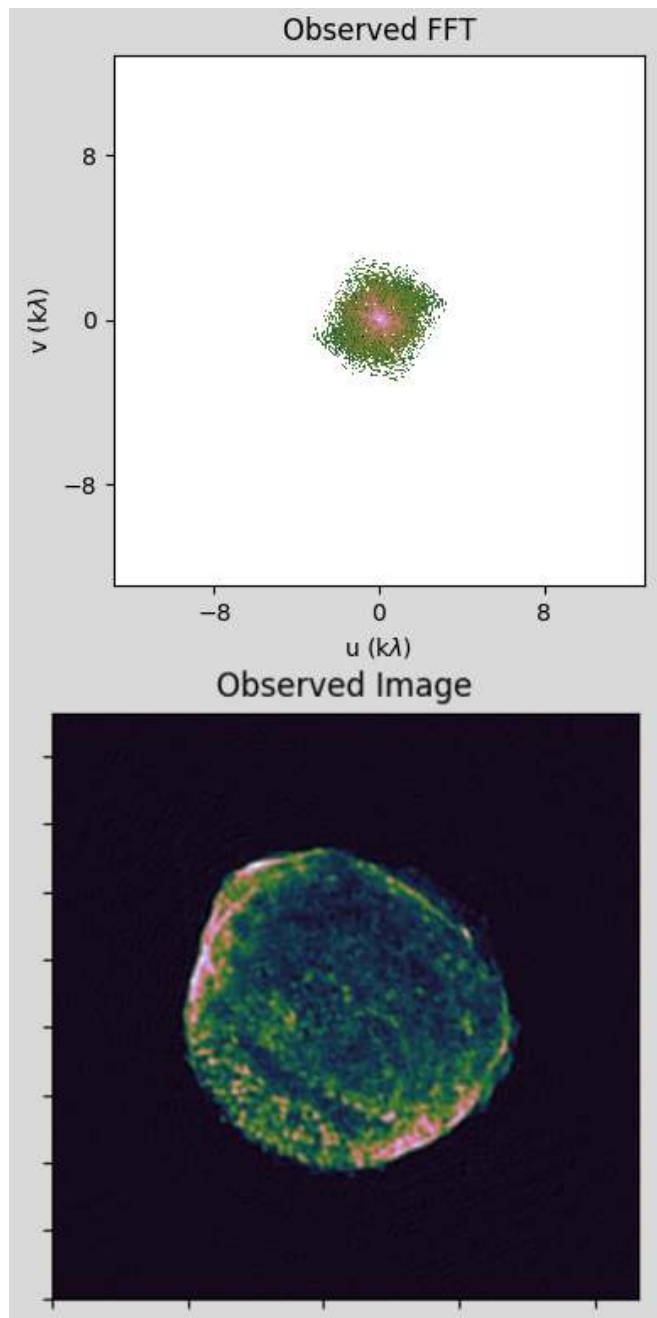 Observed FFT
8
v (kλ)
0
−8
−8 0 8
u (kλ)
Observed Image